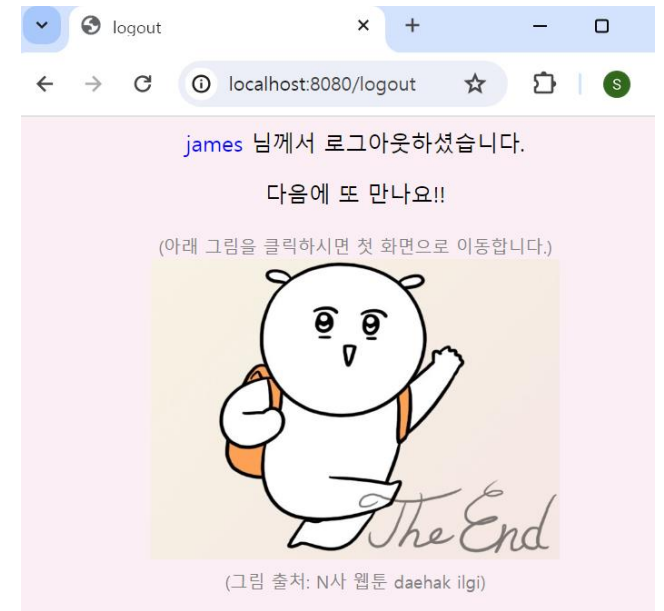 logout
localhost:8080/logout
S
james 님께서 로그아웃하셨습니다.
다음에 또 만나요!!
(아래 그림을 클릭하시면 첫 화면으로 이동합니다.)
The End
(그림 출처: N사 웹툰 daehak ilgi)